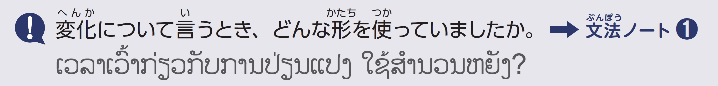 変化について言うとき、どんな形を使っていましたか。 ➡ 文法ノート❶
ເວລາເວົ້າກ່ຽວກັບການປ່ຽນແປງ ໃຊ້ສຳນວນຫຍັງ?